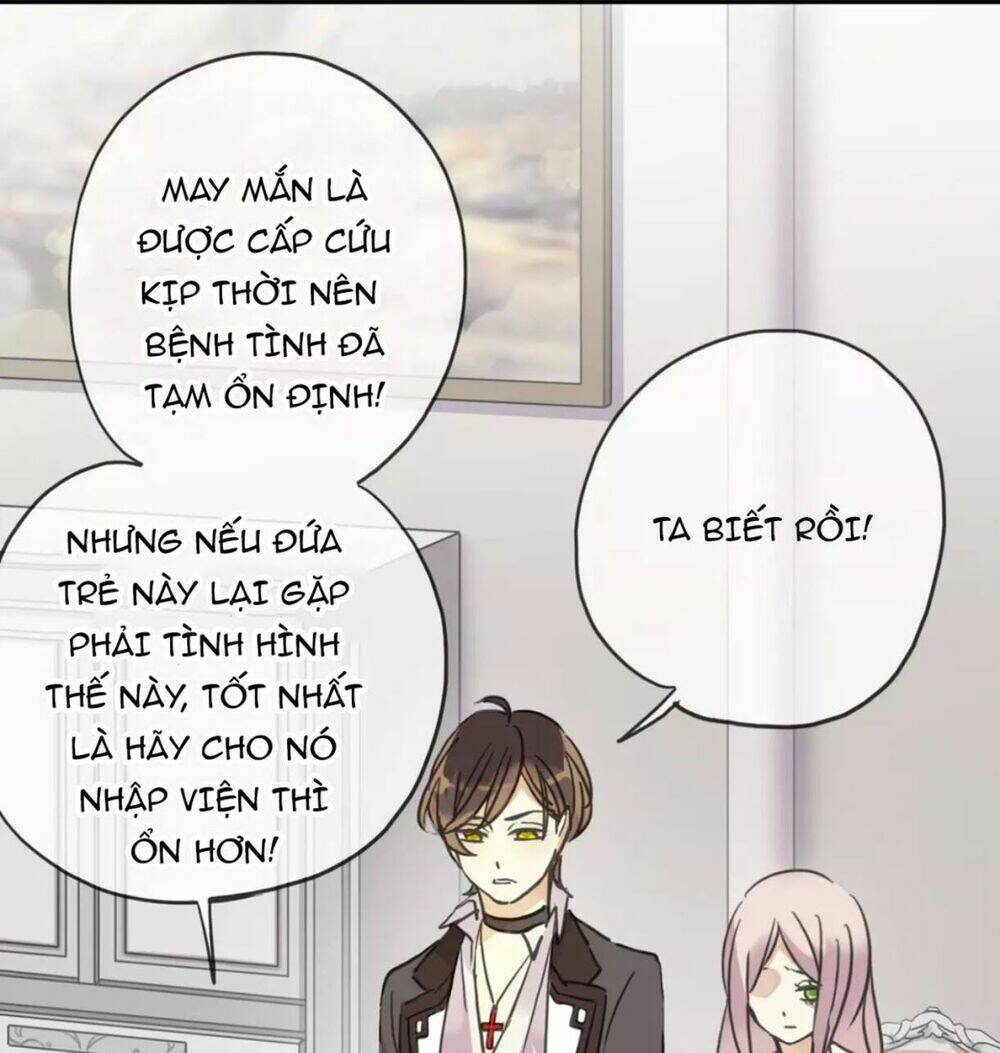 MAY MẮN LÀ
ĐƯỢC CẤP CỨU
KỊP THỜI NÊN
BỆNH TÌNH ĐÃ
TẠM ỔN ĐỊNH!
NHƯNG NẾU ĐỨA
TRẺ NÀY LẠI GẶP
PHẢI TÌNH HÌNH
THẾ NÀY, TỐT NHẤT
LÀ HÃY CHO NÓ
NHẬP VIỆN THÌ
ỔN HƠN!
TA BIẾT RỒI!